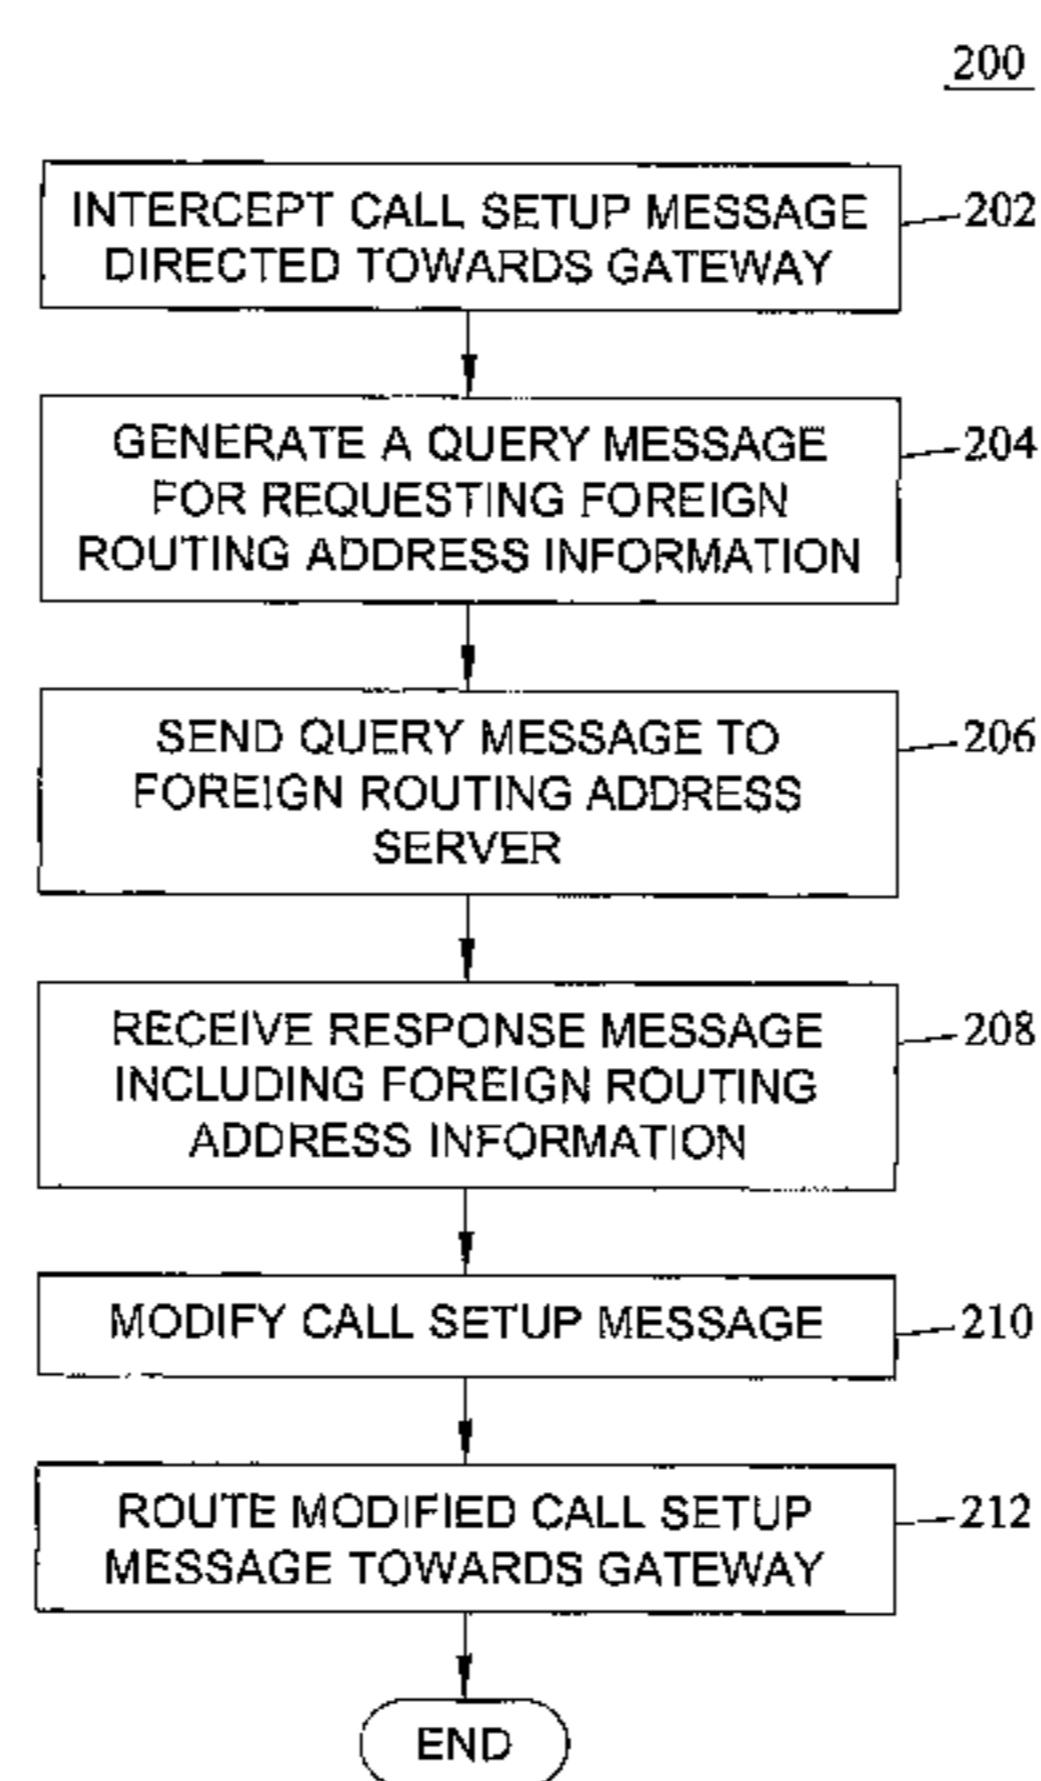 200
INTERCEPT CALL SETUP MESSAGE
DIRECTED TOWARDS GATEWAY
202
GENERATE A QUERY MESSAGE
FOR REQUESTING FOREIGN
ROUTING ADDRESS INFORMATION
204
SEND QUERY MESSAGE TO
FOREIGN ROUTING ADDRESS
SERVER
206
RECEIVE RESPONSE MESSAGE
INCLUDING FOREIGN ROUTING
ADDRESS INFORMATION
208
MODIFY CALL SETUP MESSAGE
210
ROUTE MODIFIED CALL SETUP
MESSAGE TOWARDS GATEWAY
212
END